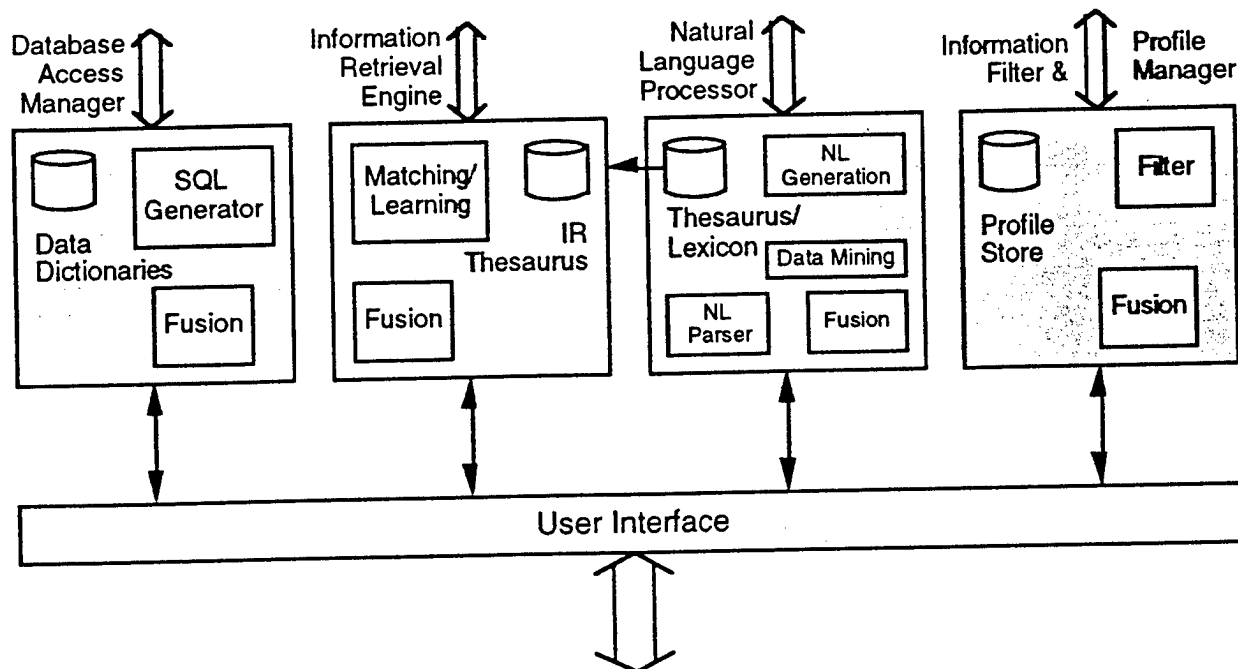 Database
Access
Manager
Information
Retrieval
Engine
Natural
Language
Processor
Information
Filter &
Profile
Manager
SQL
Generator
Data
Dictionaries
Fusion
Matching/
Learning
IR
Thesaurus
Fusion
NL
Generation
Thesaurus/
Lexicon
Data Mining
NL
Parser
Fusion
Filter
Profile
Store
Fusion
User Interface